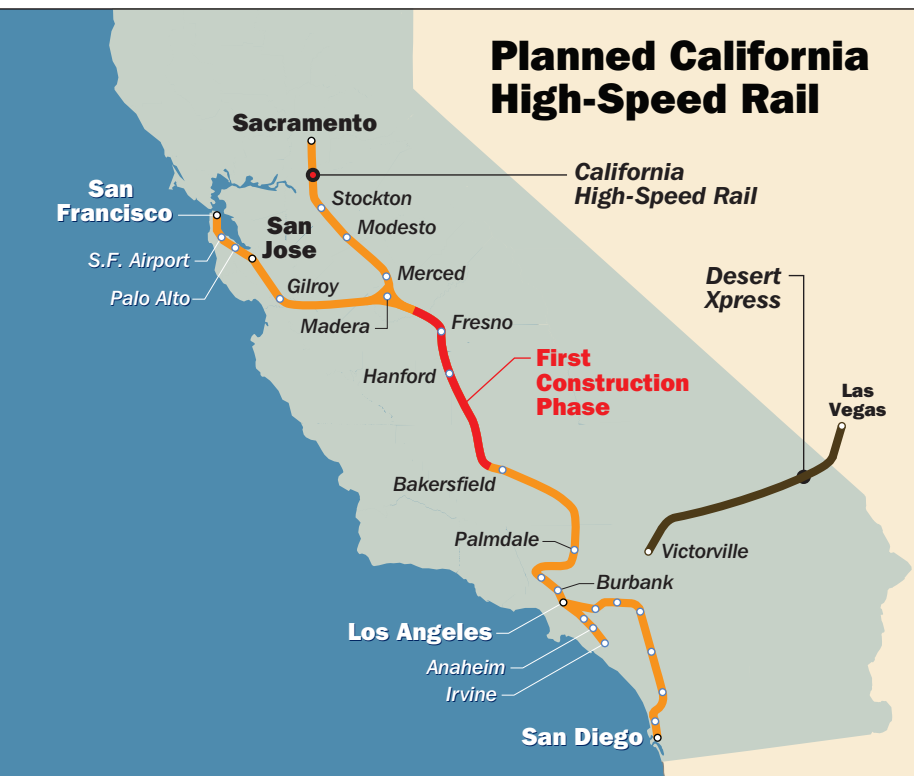 Planned California
High-Speed Rail
Sacramento
California
High-Speed Rail
San
Francisco
Stockton
San
Jose
Modesto
S.F. Airport
Merced
Palo Alto
Gilroy
Desert
Xpress
Madera
Fresno
Hanford
First
Construction
Phase
Las
Vegas
Bakersfield
Palmdale
Victorville
Burbank
Los Angeles
Anaheim
Irvine
San Diego